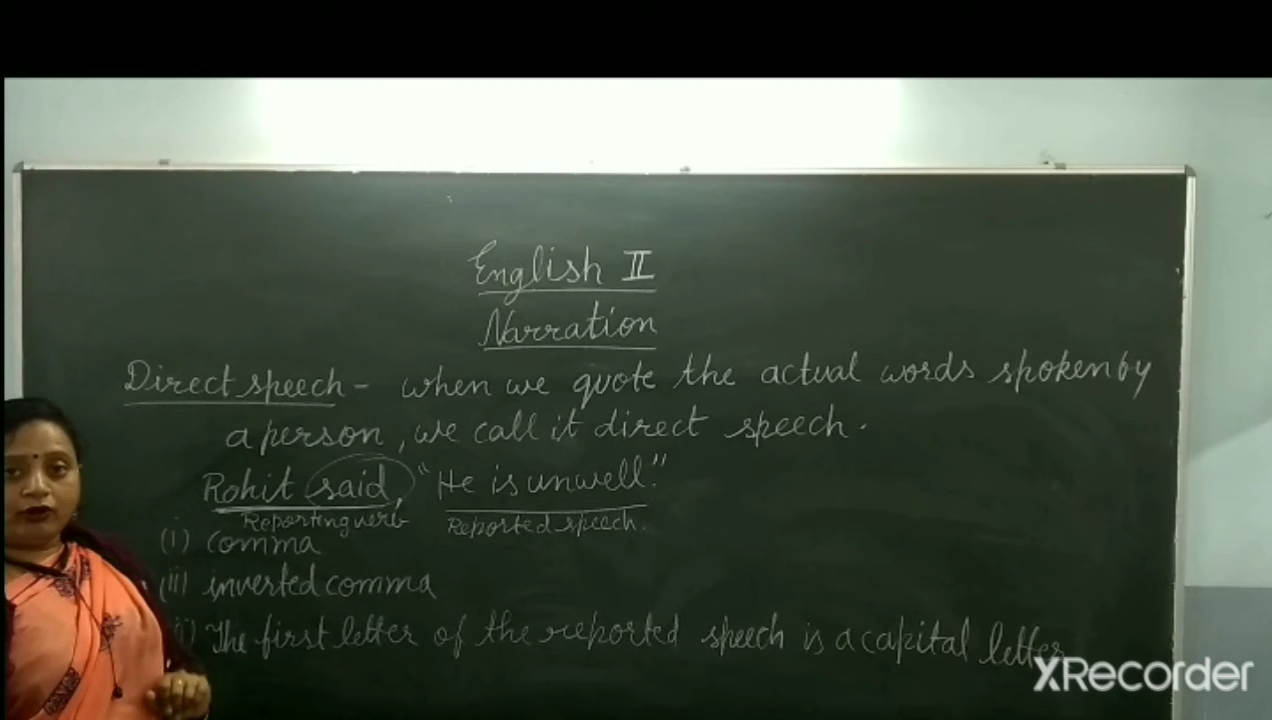 English II
Narration
Direct speech - when we quote the actual words spoken by
a person, we call it direct speech.
Rohit said, "He is unwell."
Reporting verb Reported speech.
(i) comma
(ii) inverted comma
The first letter of the reported speech is a capital letter
XRecorder